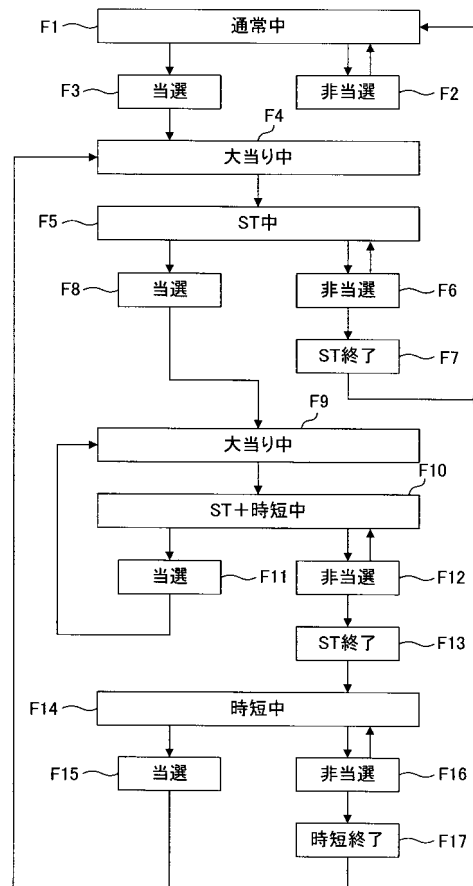 F1
通常中
F3
当選
非当選
F2
F4
大当り中
F5
ST中
F8
当選
非当選
F6
ST終了
F7
F9
大当り中
F10
ST+時短中
当選
F11
非当選
F12
ST終了
F13
F14
時短中
F15
当選
非当選
F16
時短終了
F17